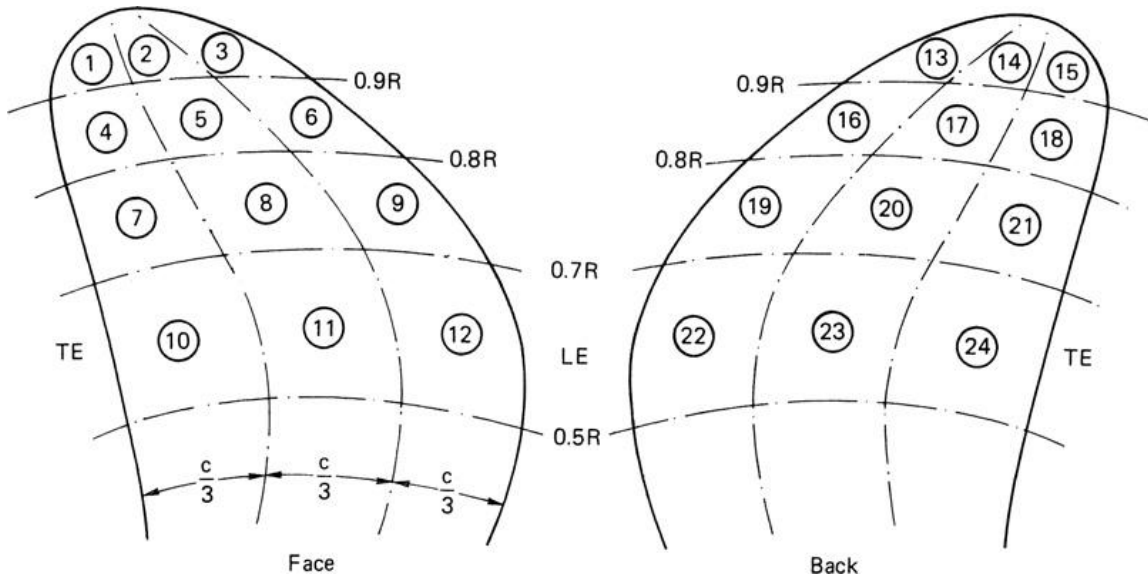 1 2 3 13 14 15
0.9R 0.9R
4 5 6 16 17 18
0.8R 0.8R
7 8 9 19 20 21
0.7R 0.7R
10 11 12 22 23 24
TE LE TE
0.5R 0.5R
c/3 c/3 c/3
Face Back